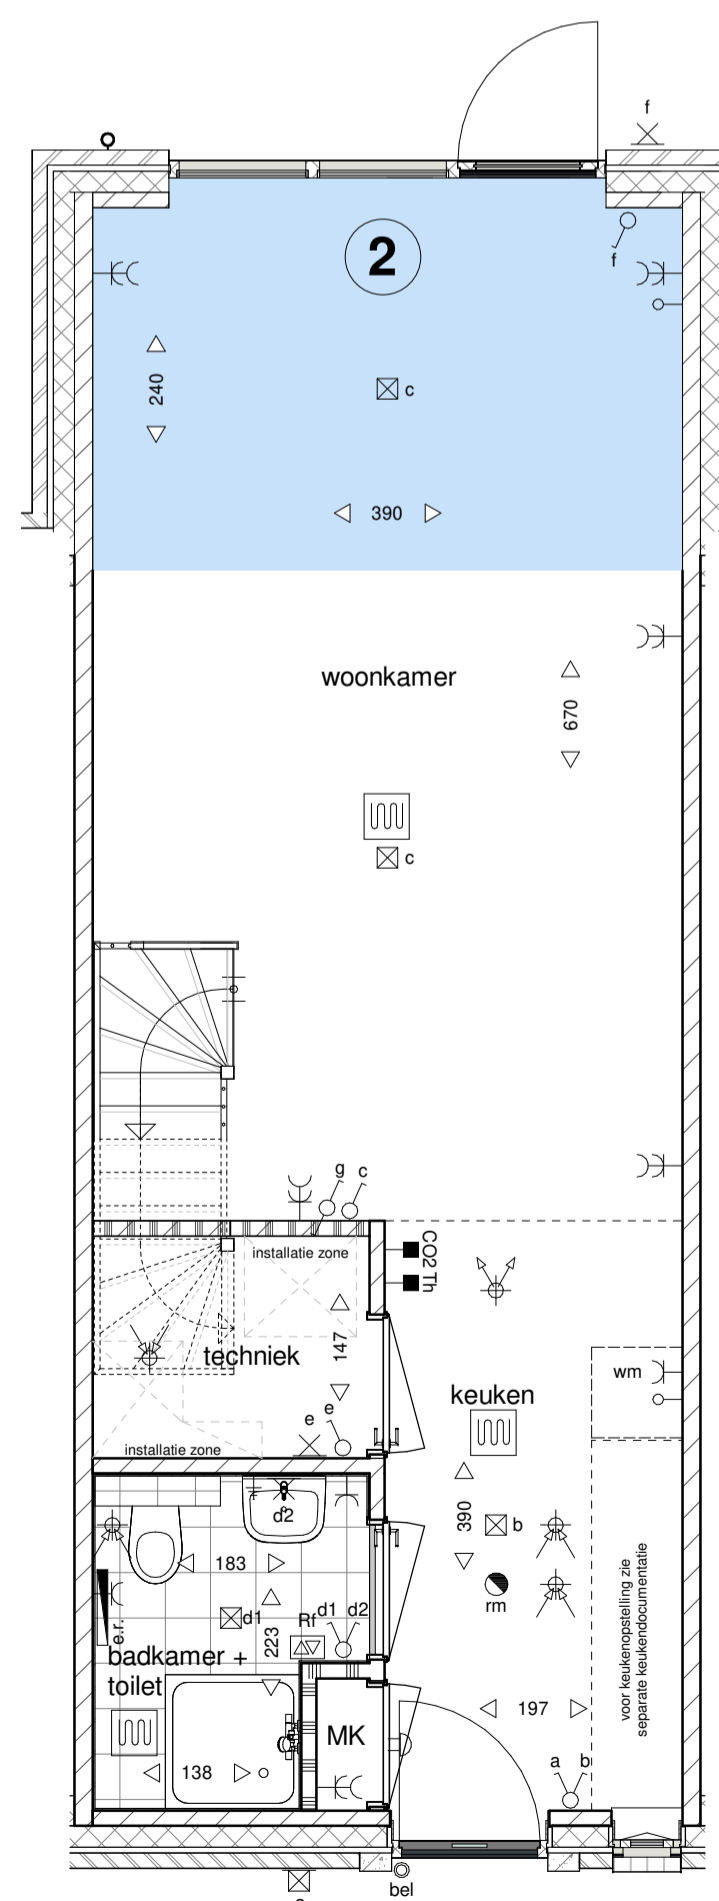 f
2
f
240
c
390
woonkamer
670
c
g c
installatie zone
CO2 Th
techniek
147
wm
keuken
e e
installatie zone
d2
390
b
183
rm
d1
Rf d1 d2
223
e.r.
badkamer +
toilet
voor keukenopstelling zie
separate keukendocumentatie
197
MK
138
a b
bel